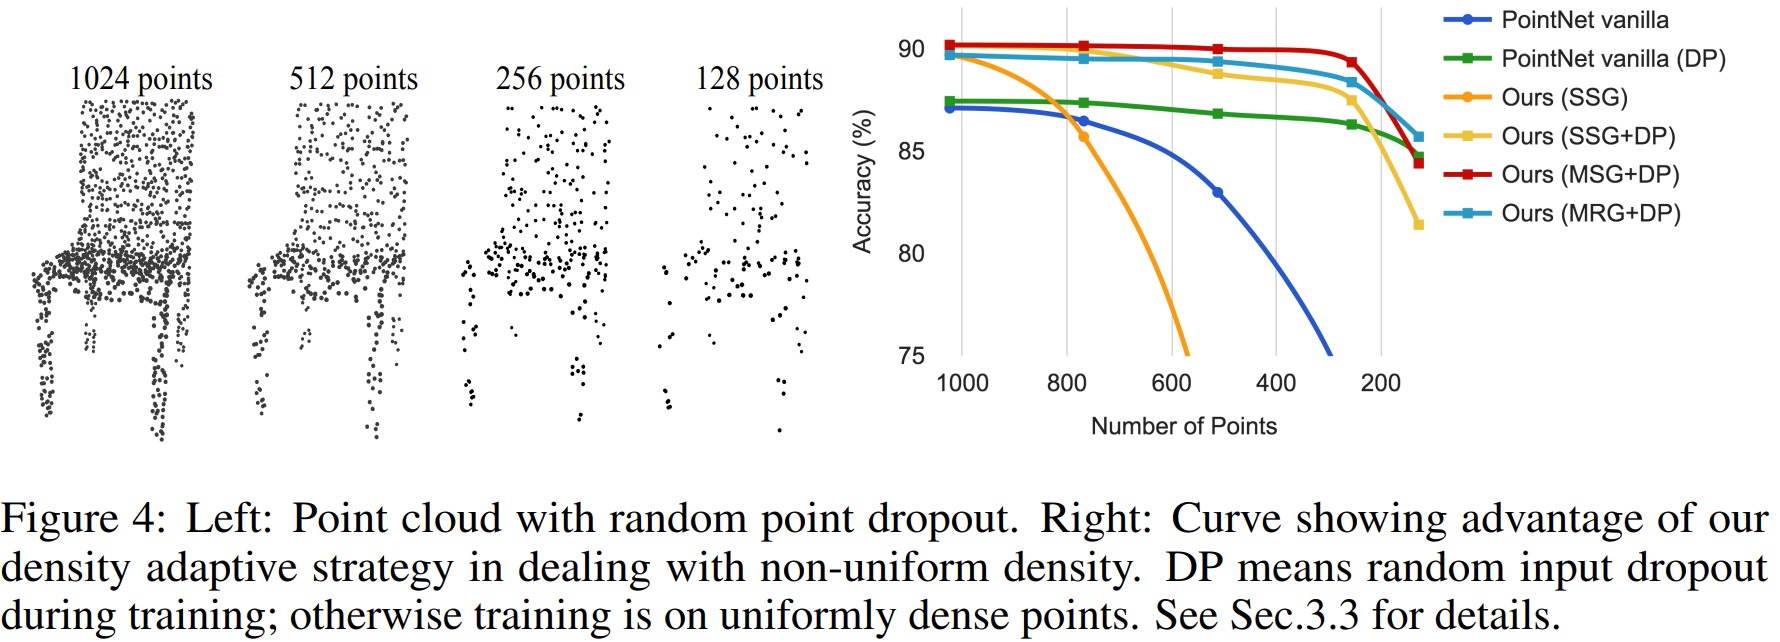 1024 points
512 points
256 points
128 points
90
85
80
75
Accuracy (%)
1000
800
600
400
200
Number of Points
PointNet vanilla
PointNet vanilla (DP)
Ours (SSG)
Ours (SSG+DP)
Ours (MSG+DP)
Ours (MRG+DP)
Figure 4: Left: Point cloud with random point dropout. Right: Curve showing advantage of our
density adaptive strategy in dealing with non-uniform density. DP means random input dropout
during training; otherwise training is on uniformly dense points. See Sec.3.3 for details.